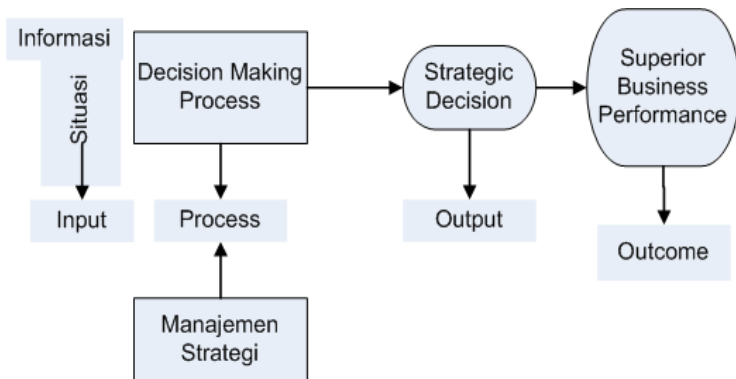 Informasi
Situasi
Input
Decision Making
Process
Process
Manajemen
Strategi
Strategic
Decision
Output
Superior
Business
Performance
Outcome